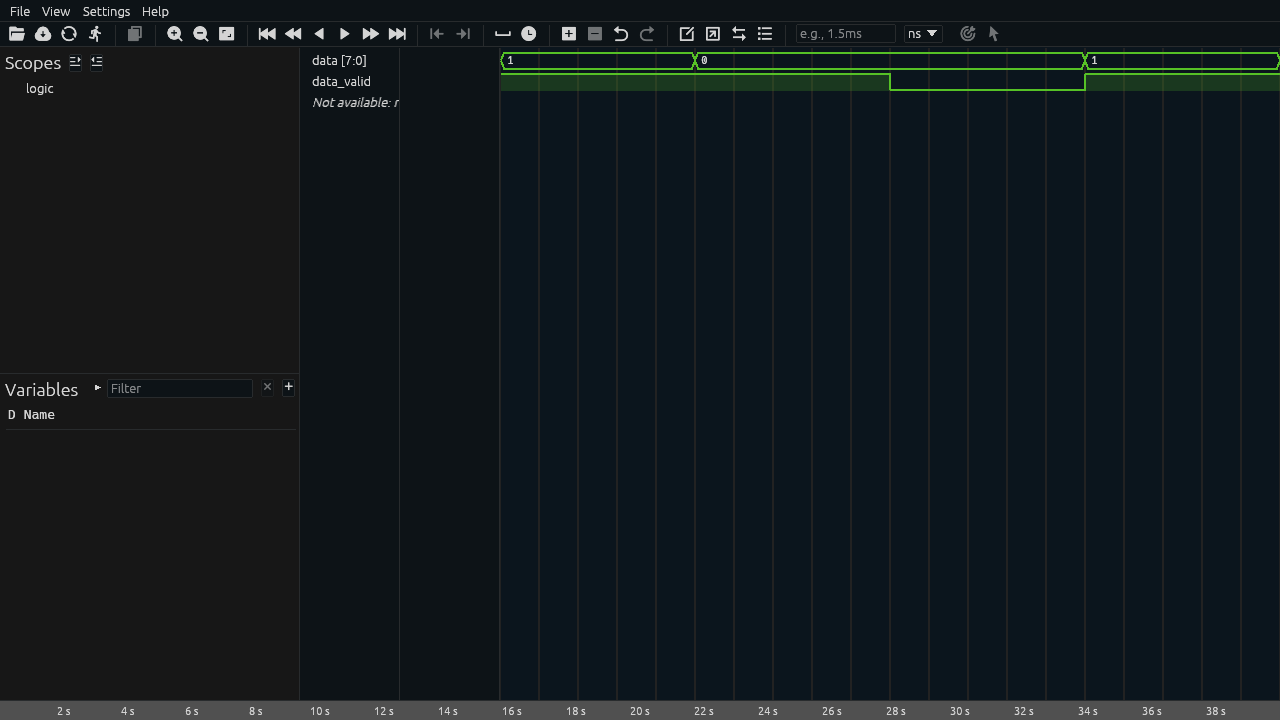 File View Settings Help
e.g., 1.5ms ns
Scopes
logic
data [7:0]
data_valid
Not available: r
1 0 1
Variables Filter
D Name
2 s 4 s 6 s 8 s 10 s 12 s 14 s 16 s 18 s 20 s 22 s 24 s 26 s 28 s 30 s 32 s 34 s 36 s 38 s